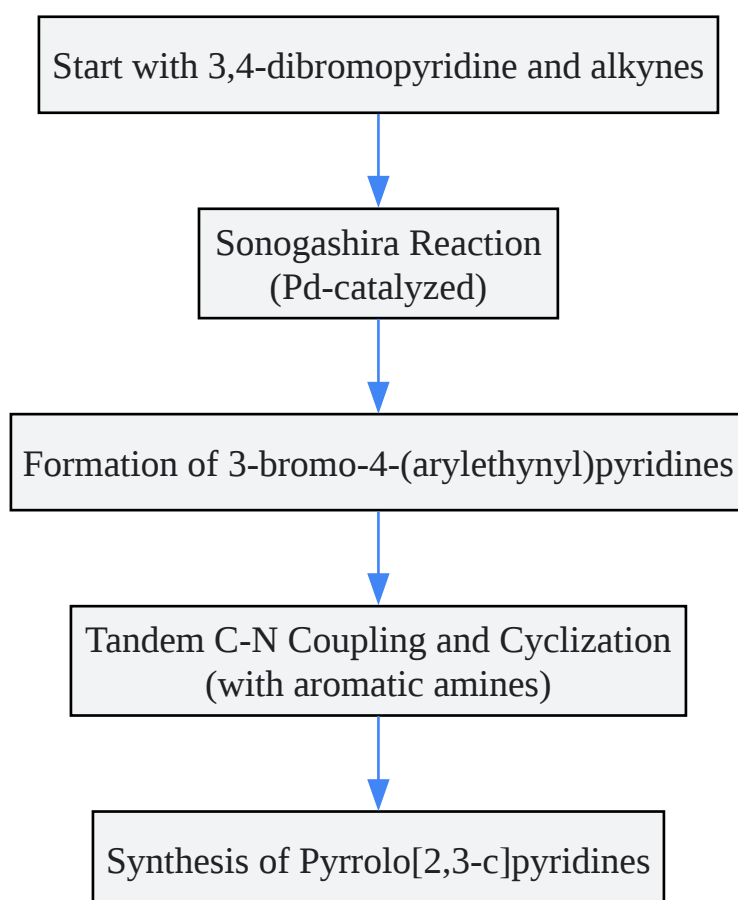 Start with 3,4-dibromopyridine and alkynes
Sonogashira Reaction
(Pd-catalyzed)
Formation of 3-bromo-4-(arylethynyl)pyridines
Tandem C-N Coupling and Cyclization
(with aromatic amines)
Synthesis of Pyrrolo[2,3-c]pyridines